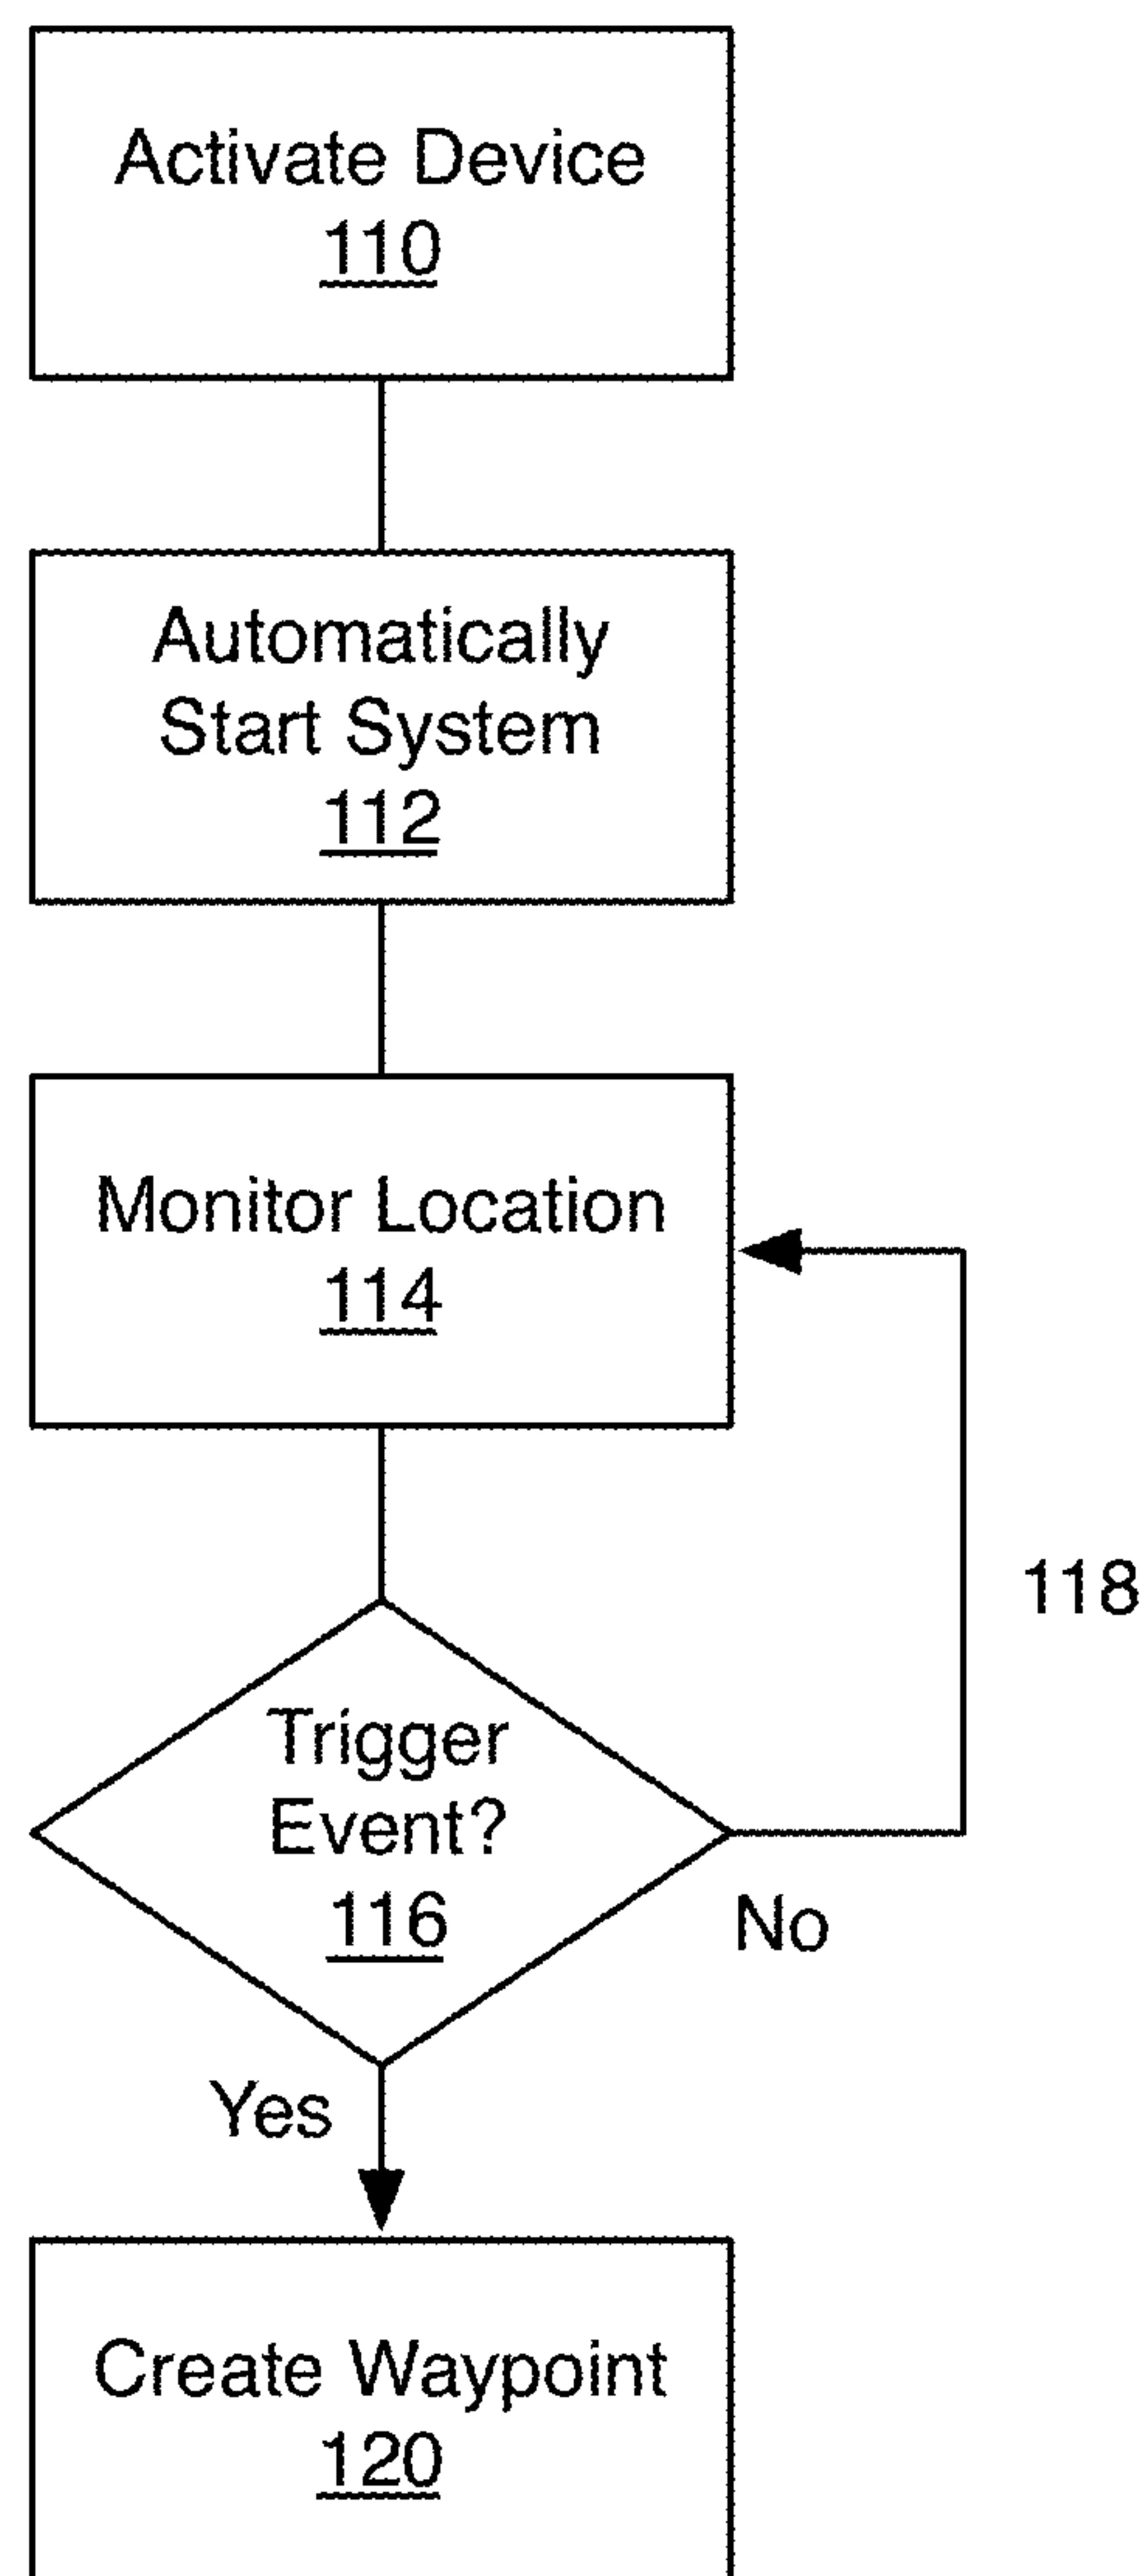 Activate Device
110
Automatically
Start System
112
Monitor Location
114
118
Trigger
Event?
116
No
Yes
Create Waypoint
120